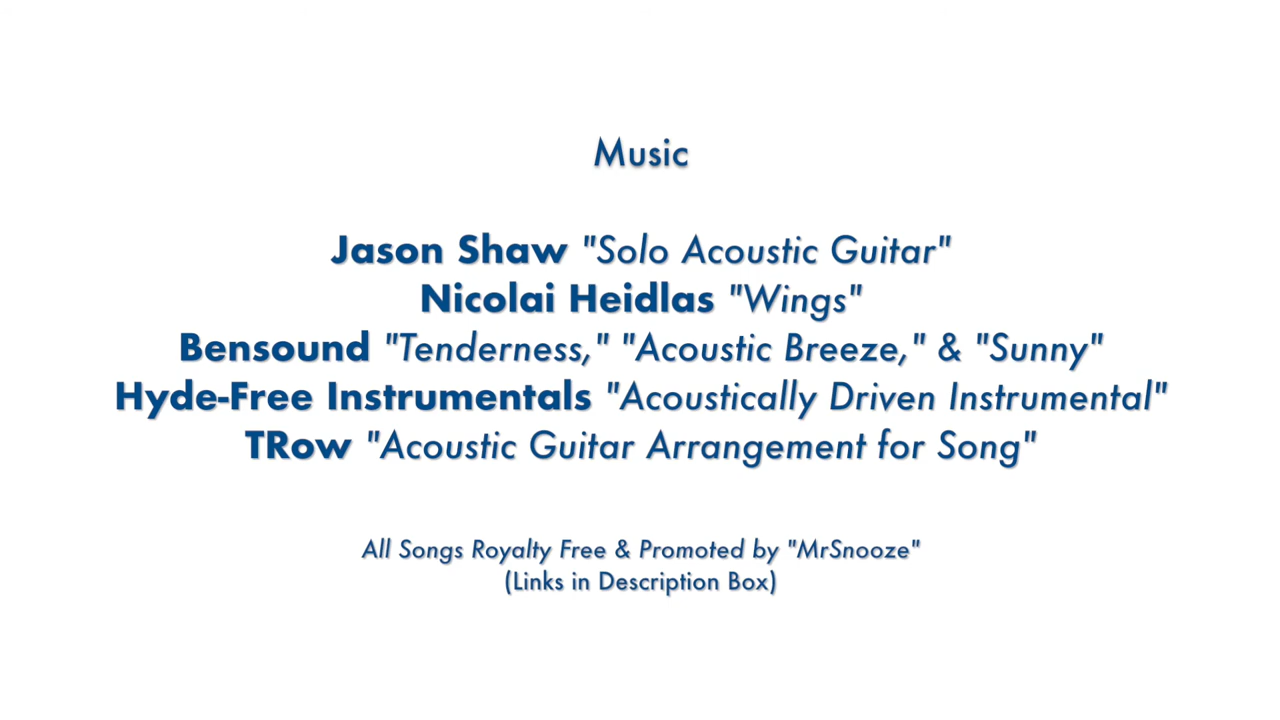 Music
Jason Shaw "Solo Acoustic Guitar"
Nicolai Heidlas "Wings"
Bensound "Tenderness," "Acoustic Breeze," & "Sunny"
Hyde-Free Instrumentals "Acoustically Driven Instrumental"
TRow "Acoustic Guitar Arrangement for Song"
All Songs Royalty Free & Promoted by "MrSnooze"
(Links in Description Box)